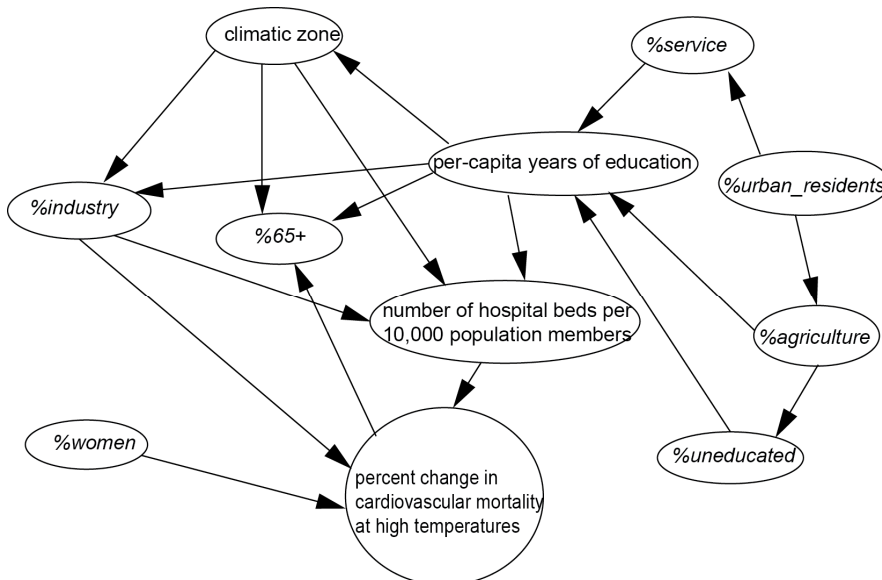 climatic zone
%service
per-capita years of education
%urban_residents
%industry
%65+
number of hospital beds per
10,000 population members
%agriculture
%women
%uneducated
percent change in
cardiovascular mortality
at high temperatures